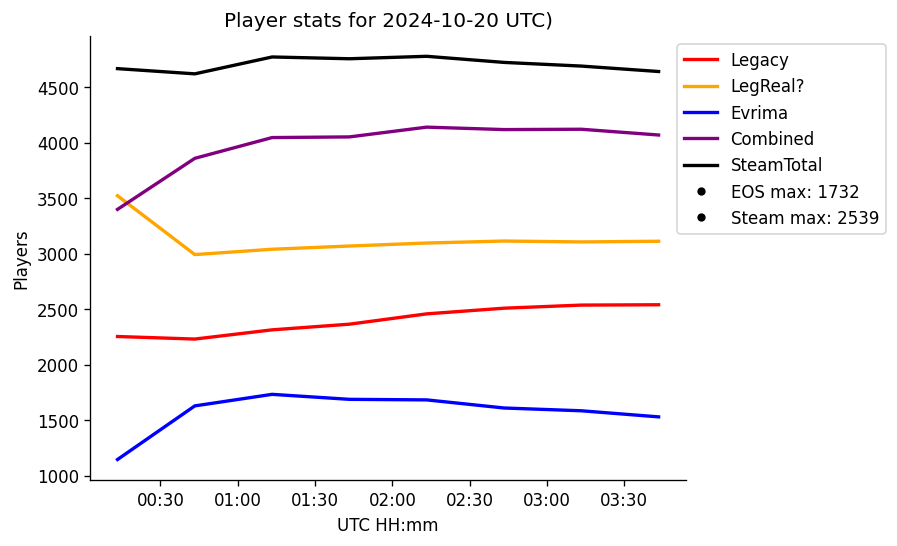 Player stats for 2024-10-20 UTC)
Legacy
LegReal?
Evrima
Combined
SteamTotal
EOS max: 1732
Steam max: 2539
Players
4500
4000
3500
3000
2500
2000
1500
1000
00:30 01:00 01:30 02:00 02:30 03:00 03:30
UTC HH:mm